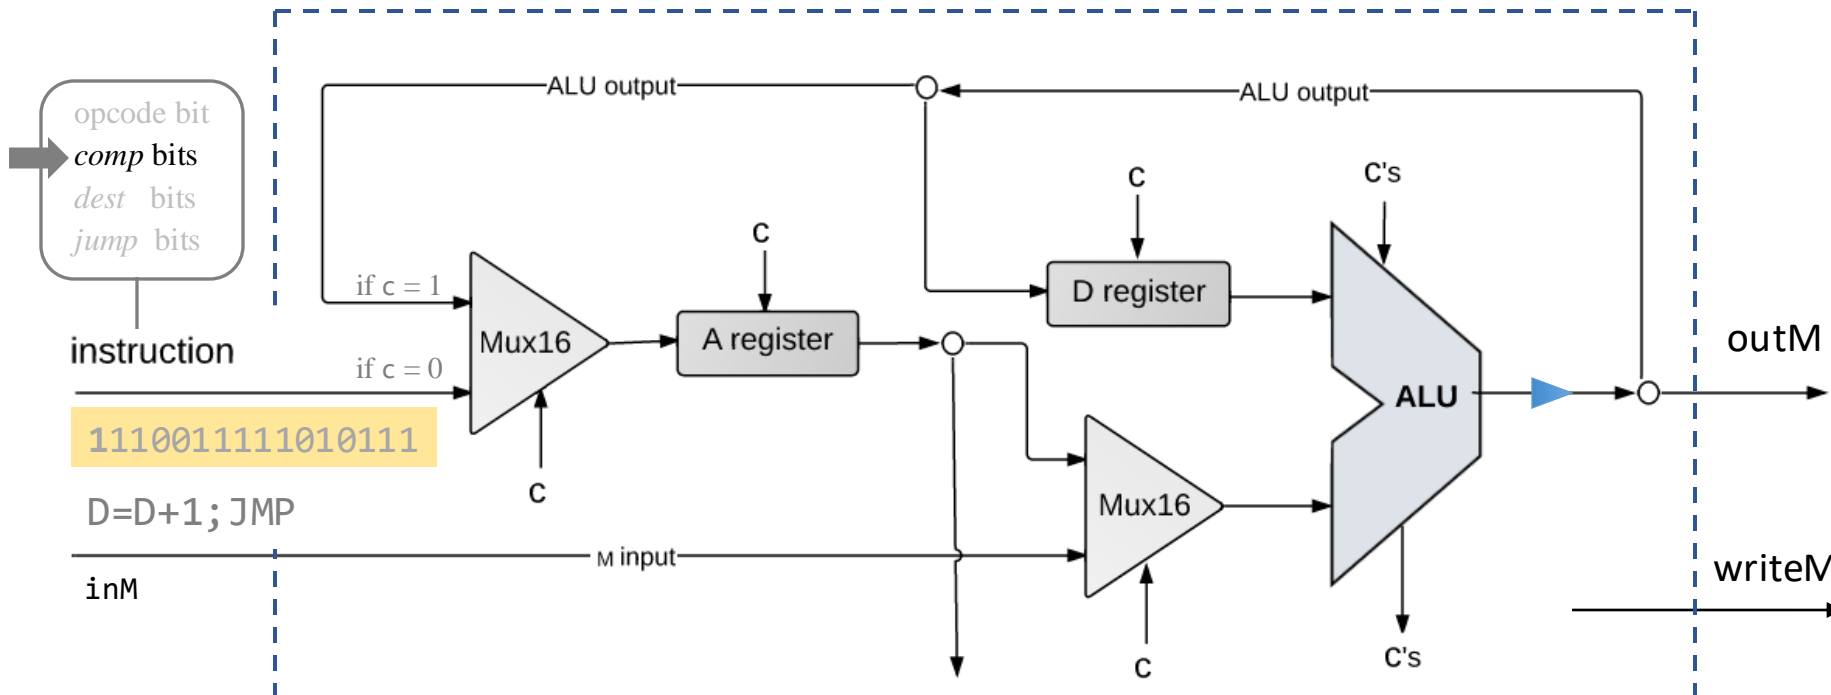 ALU output
ALU output
opcode bit
comp bits
dest bits
jump bits
c
c's
c
if c = 1
D register
Mux16
A register
instruction
outM
if c = 0
ALU
1110011111010111
c
Mux16
D=D+1;JMP
M input
inM
writeM
c
c's